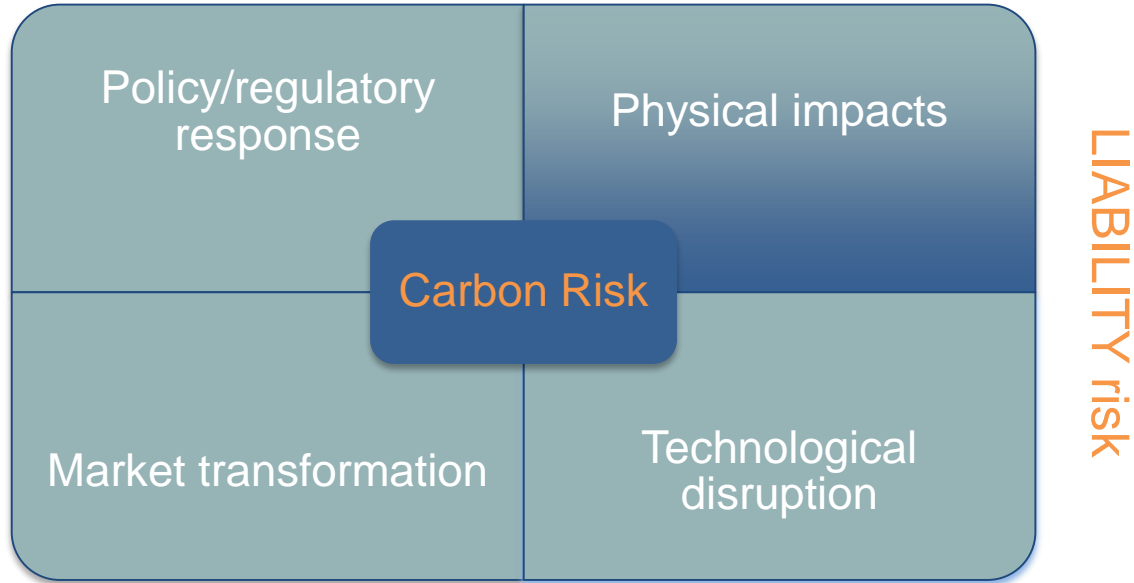 Policy/regulatory
response
Physical impacts
Carbon Risk
Market transformation
Technological
disruption
LIABILITY risk